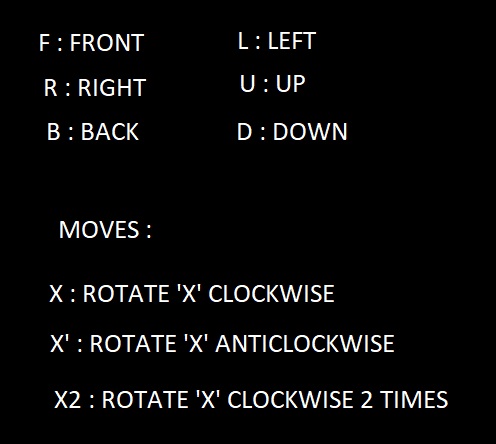 F : FRONT L : LEFT
R : RIGHT U : UP
B : BACK D : DOWN
MOVES :
X : ROTATE 'X' CLOCKWISE
X' : ROTATE 'X' ANTICLOCKWISE
X2 : ROTATE 'X' CLOCKWISE 2 TIMES